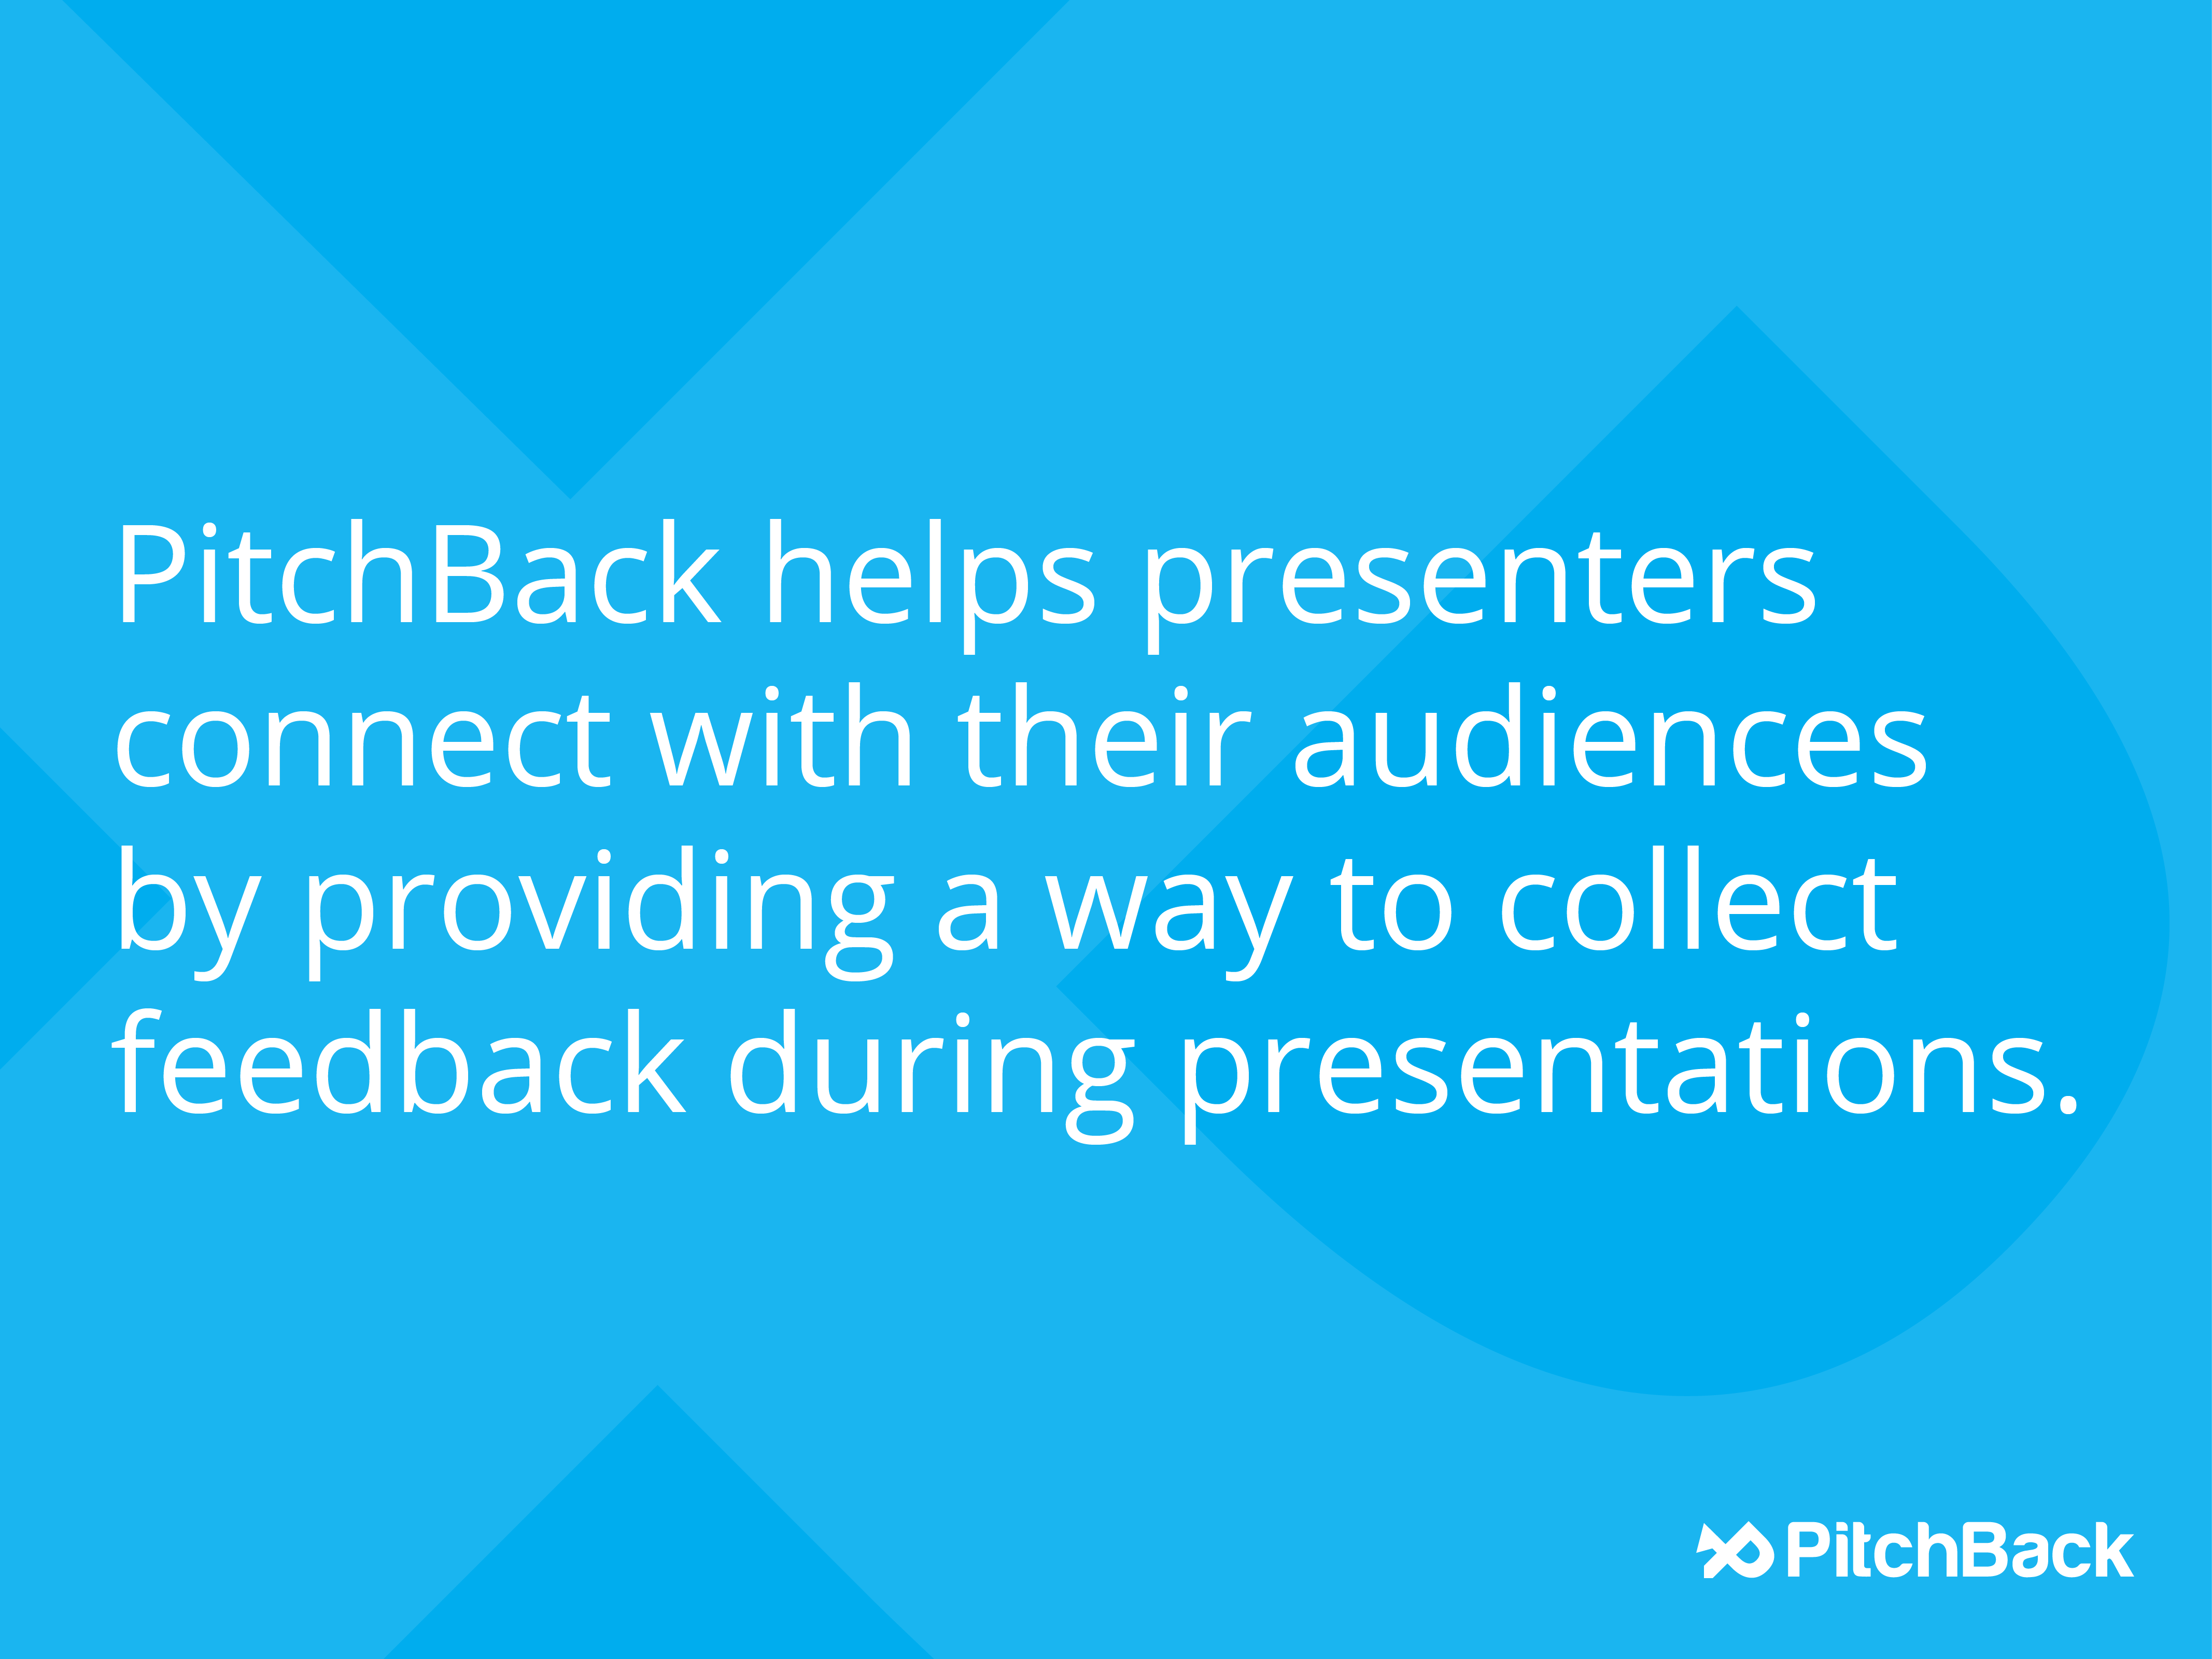 PitchBack helps presenters
connect with their audiences
by providing a way to collect
feedback during presentations.
PitchBack